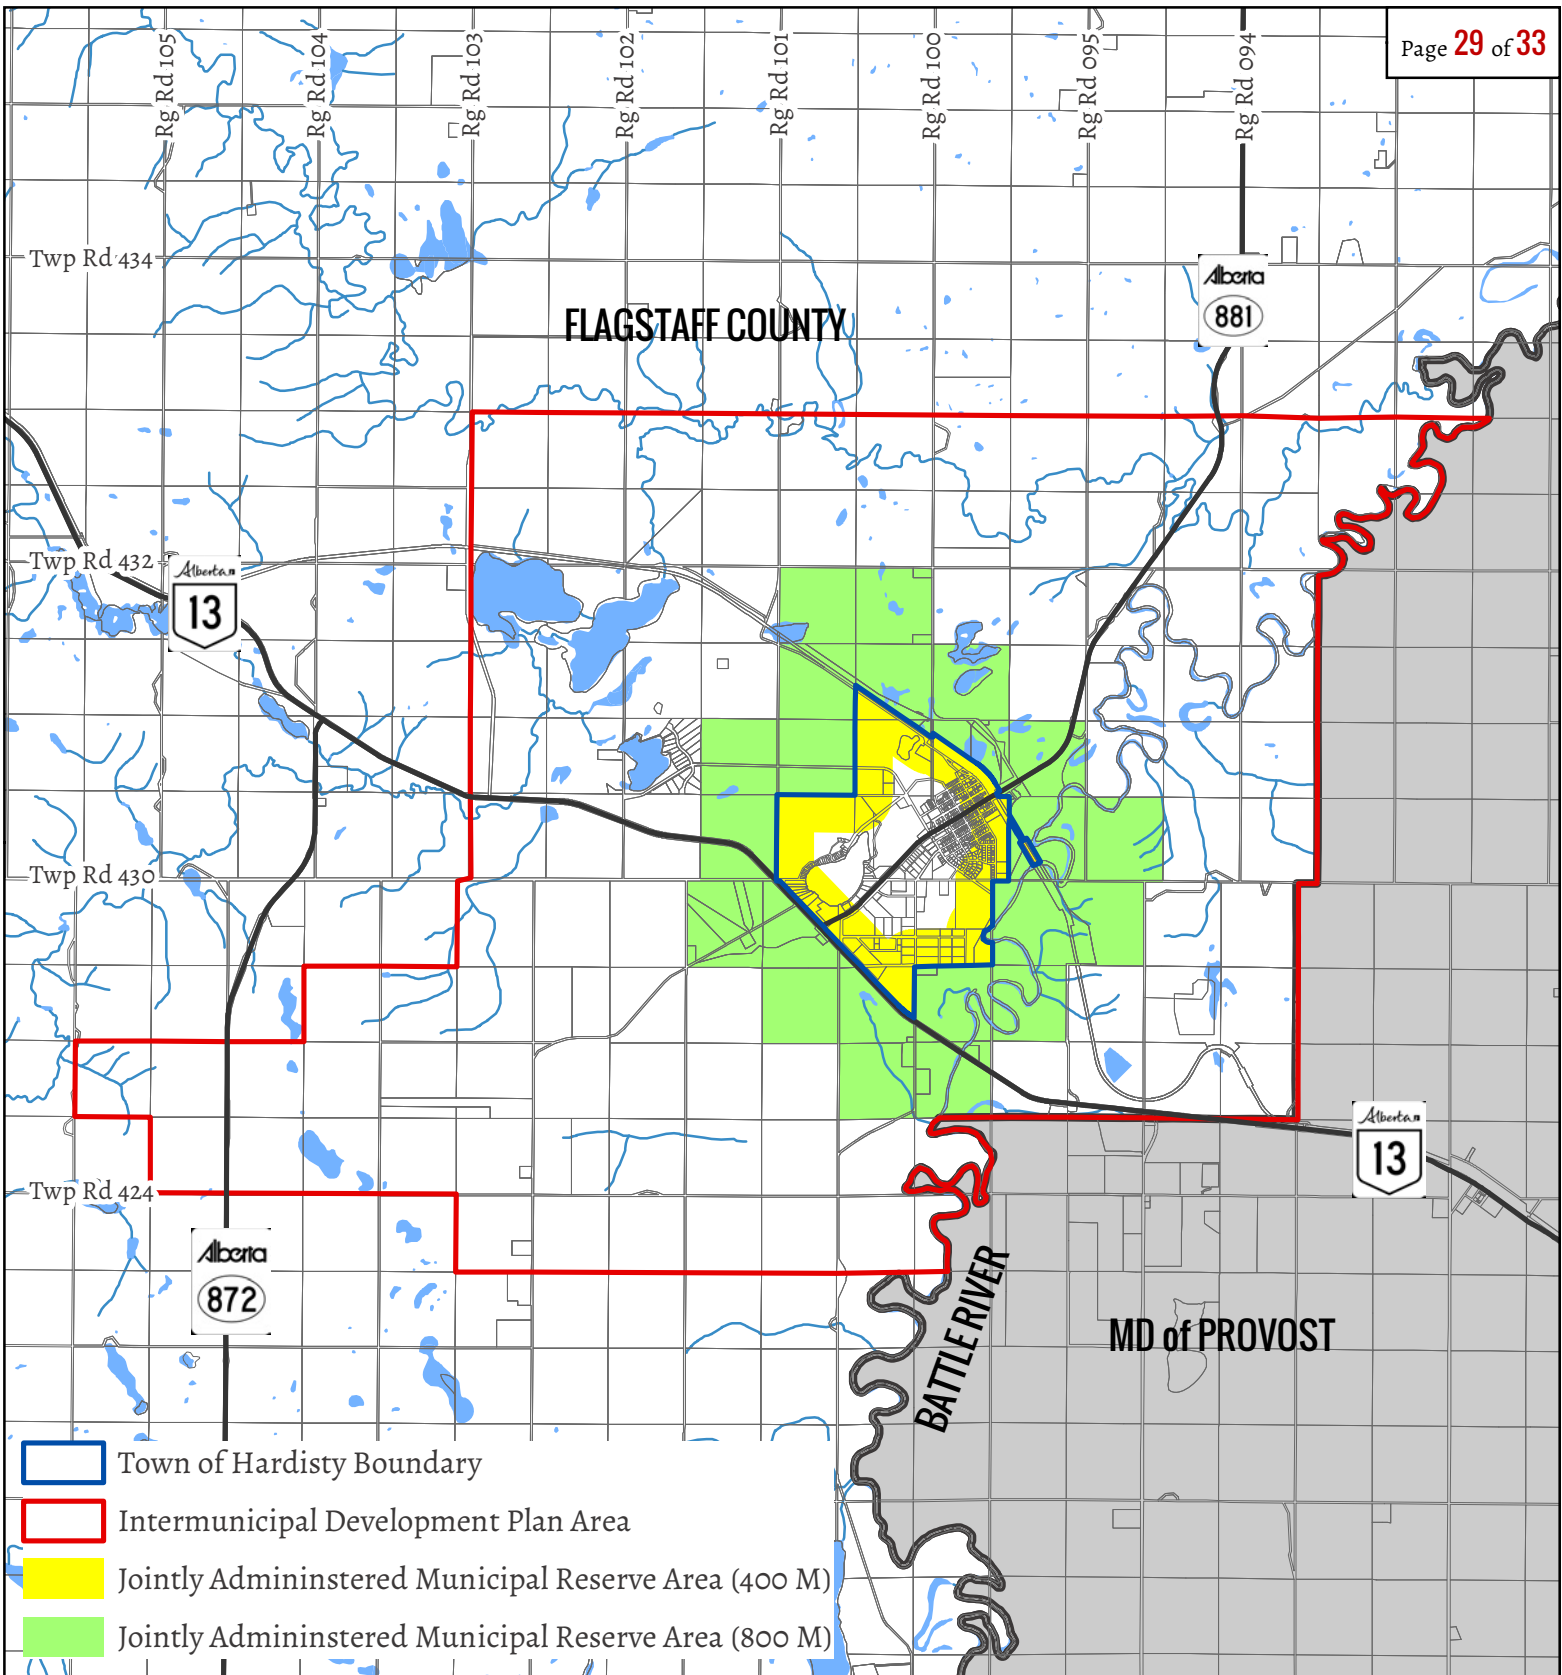 Page 29 of 33
Rg Rd 105
Rg Rd 104
Rg Rd 103
Rg Rd 102
Rg Rd 101
Rg Rd 100
Rg Rd 095
Rg Rd 094
Twp Rd 434
Alberta
881
FLAGSTAFF COUNTY
Twp Rd 432
Alberta
13
Twp Rd 430
Alberta
13
Twp Rd 424
Alberta
872
BATTLE RIVER
MD of PROVOST
Town of Hardisty Boundary
Intermunicipal Development Plan Area
Jointly Admininstered Municipal Reserve Area (400 M)
Jointly Admininstered Municipal Reserve Area (800 M)